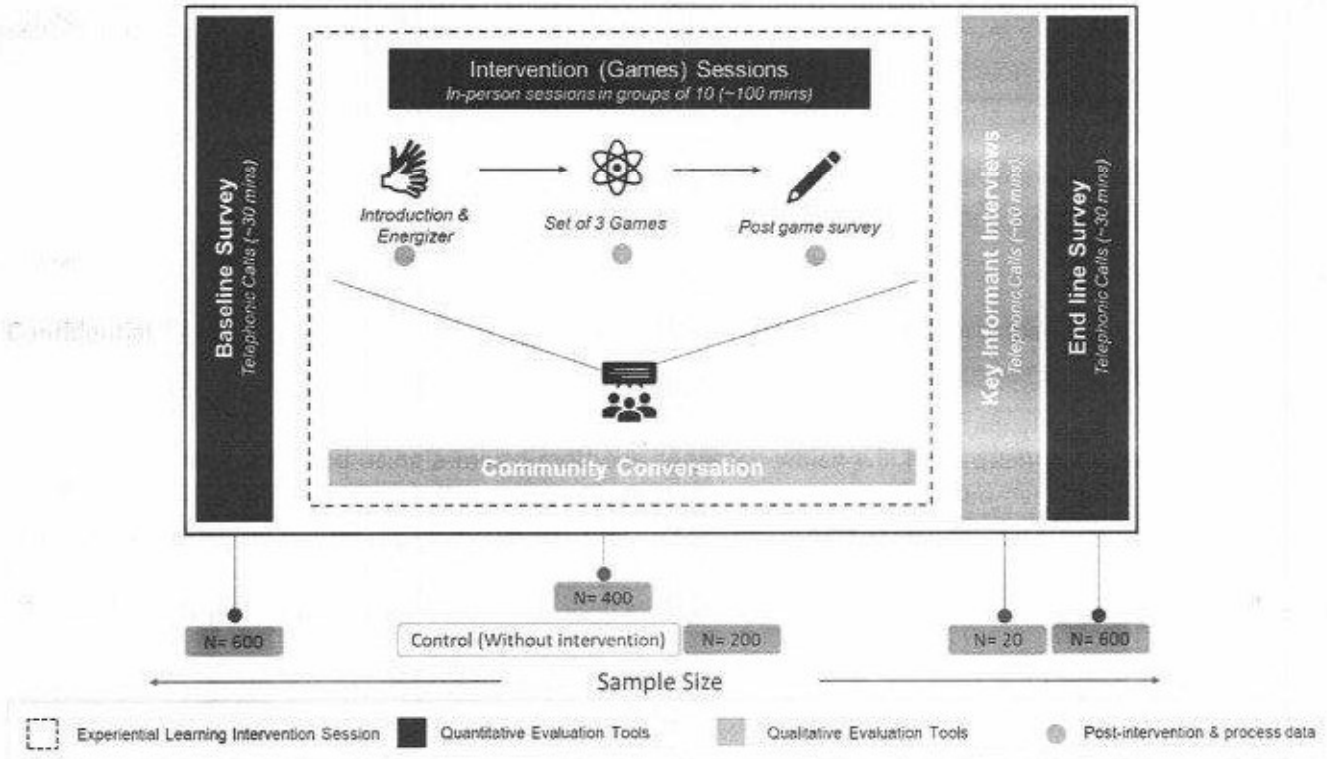 Confidential
Baseline Survey
Telephonic Calls (~30 mins)
Intervention (Games) Sessions
In-person sessions in groups of 10 (~100 mins)
Introduction &
Energizer
Set of 3 Games
Post game survey
Community Conversation
Key Informant Interviews
Telephonic Calls (~60 mins)
End line Survey
Telephonic Calls (~30 mins)
N= 600
N= 400
Control (Without intervention)
N= 200
N= 20
N= 600
Sample Size
Experiential Learning Intervention Session
Quantitative Evaluation Tools
Qualitative Evaluation Tools
Post-intervention & process data